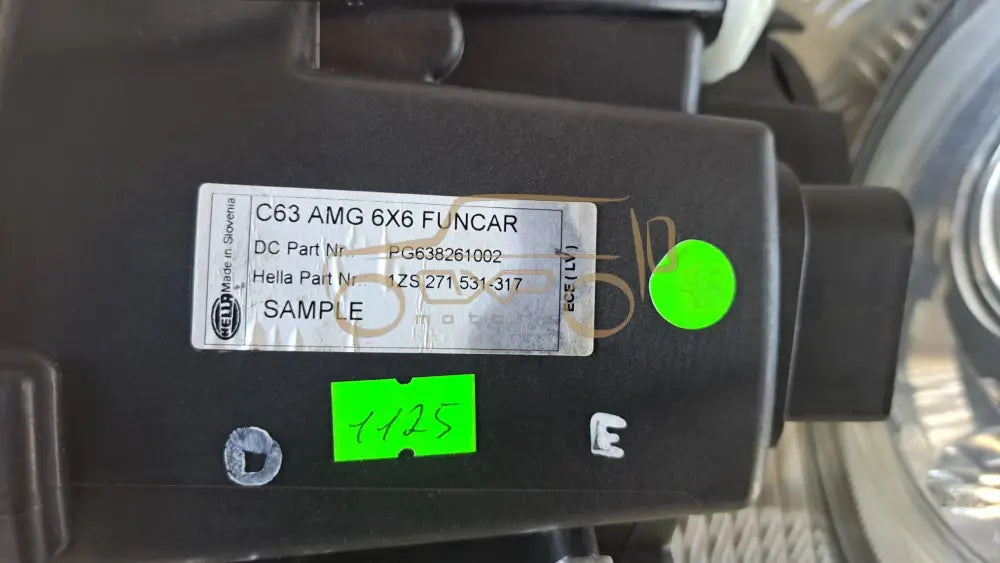 C63 AMG 6X6 FUNCAR
DC Part Nr.: PG638261002
Hella Part Nr.: 1ZS 271 531-317
SAMPLE
HELLA
Made in Slovenia
ECE ( LV )
motors
1125
E